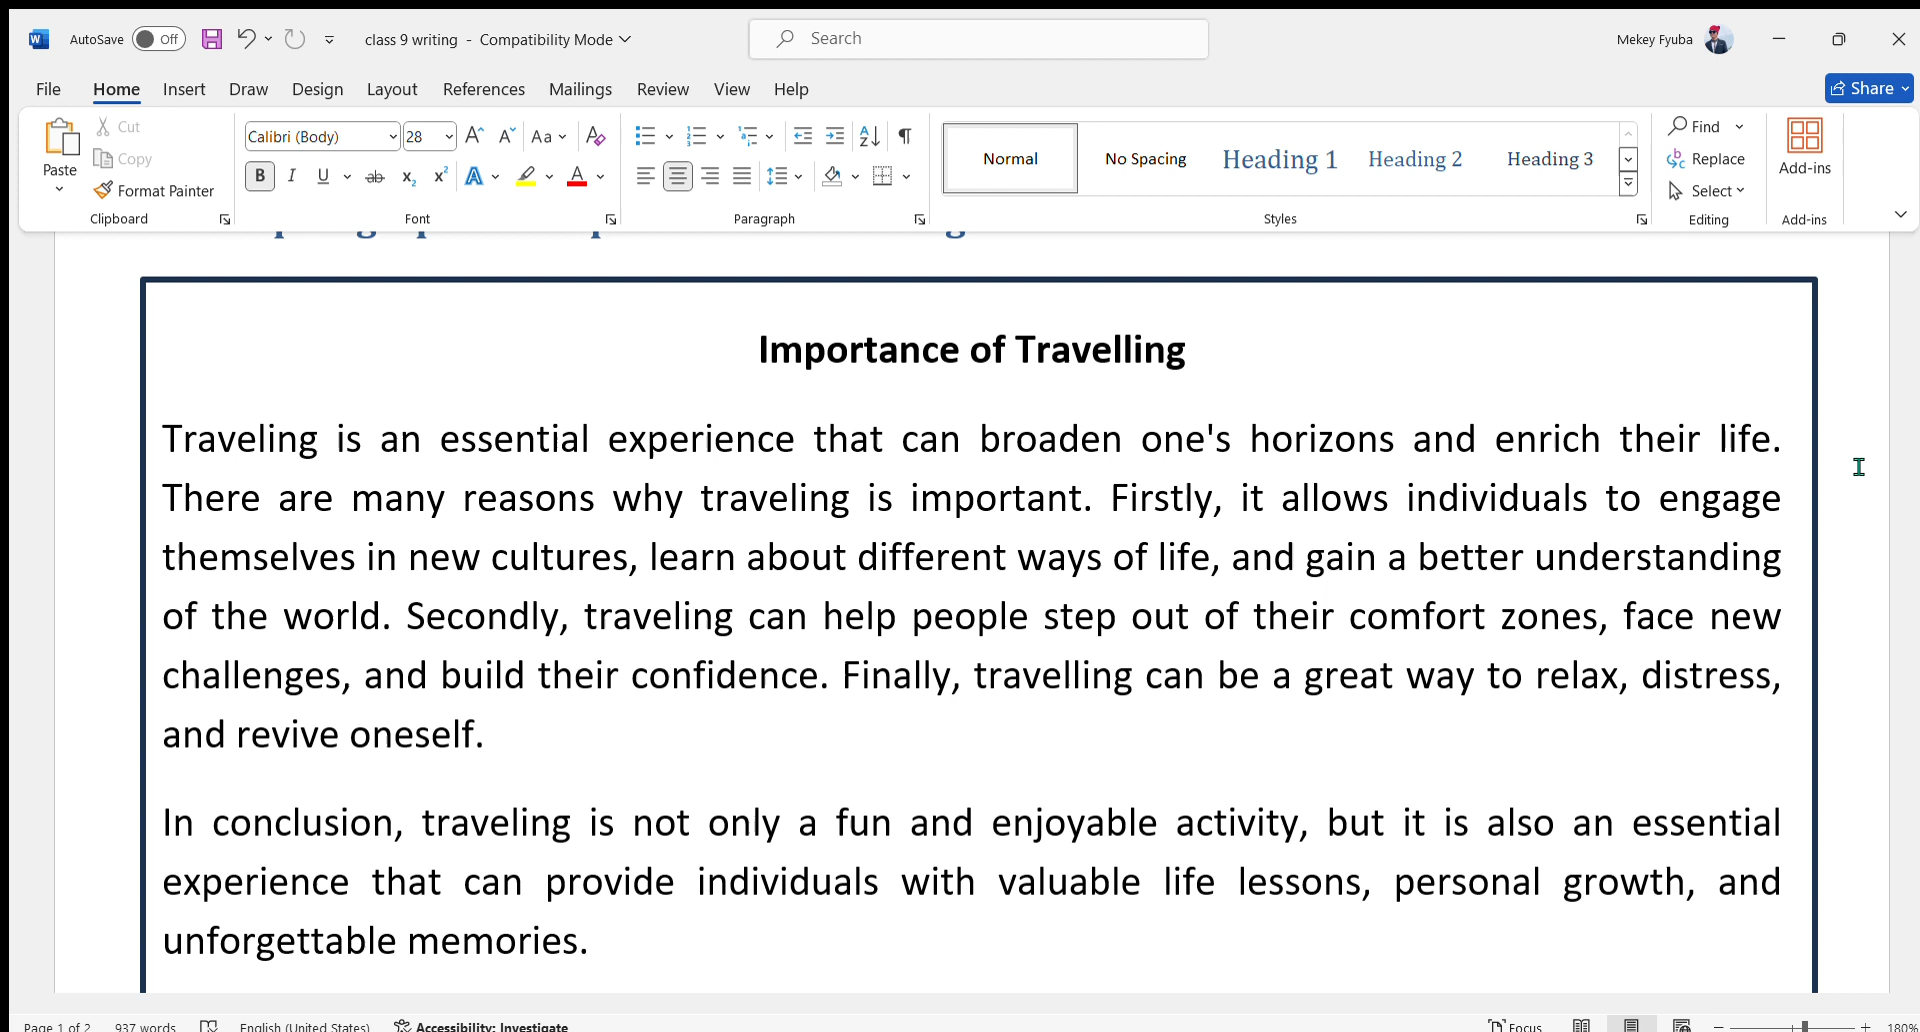 AutoSave Off class 9 writing - Compatibility Mode Search Mekey Fyuba
File Home Insert Draw Design Layout References Mailings Review View Help Share
Paste Cut Copy Format Painter Clipboard
Calibri (Body) 28 Font
Paragraph
Normal No Spacing Heading 1 Heading 2 Heading 3 Styles
Find Replace Select Editing
Add-ins Add-ins
Importance of Travelling
Traveling is an essential experience that can broaden one's horizons and enrich their life.
There are many reasons why traveling is important. Firstly, it allows individuals to engage
themselves in new cultures, learn about different ways of life, and gain a better understanding
of the world. Secondly, traveling can help people step out of their comfort zones, face new
challenges, and build their confidence. Finally, travelling can be a great way to relax, distress,
and revive oneself.
In conclusion, traveling is not only a fun and enjoyable activity, but it is also an essential
experience that can provide individuals with valuable life lessons, personal growth, and
unforgettable memories.
Page 1 of 2 937 words English (United States) Accessibility: Investigate Focus 180%